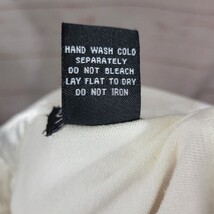 HAND WASH COLD
SEPARATELY
DO NOT BLEACH
LAY FLAT TO DRY
DO NOT IRON